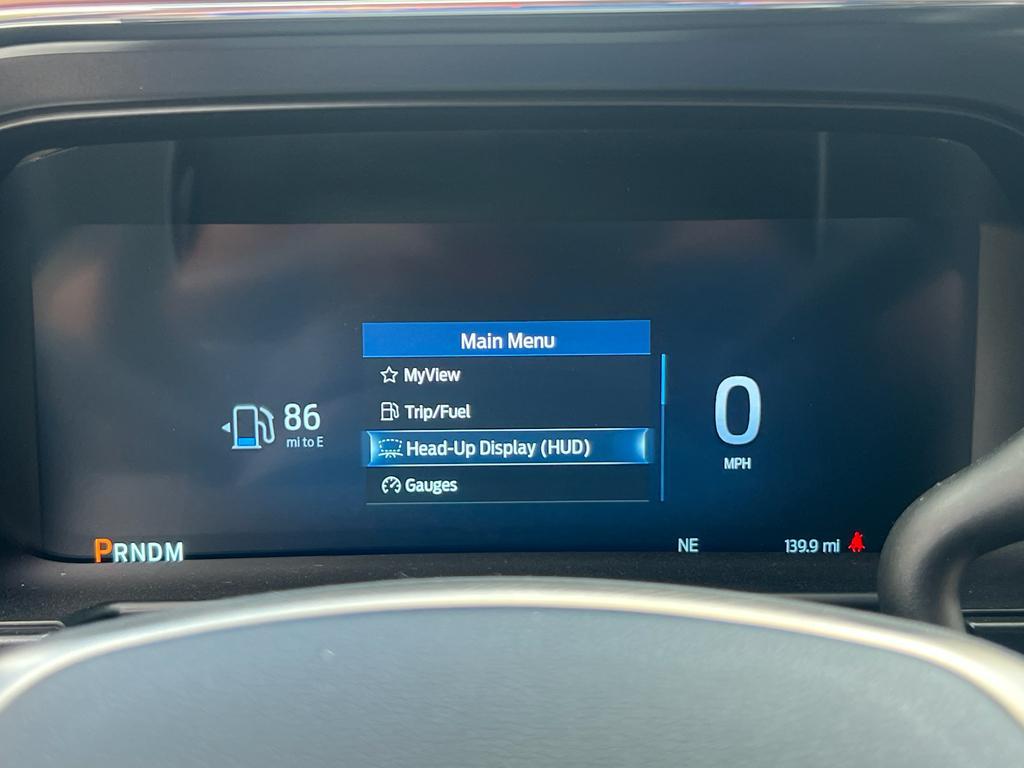 Main Menu
MyView
Trip/Fuel
Head-Up Display (HUD)
Gauges
86
mi to E
0
MPH
PRNDM
NE
139.9 mi